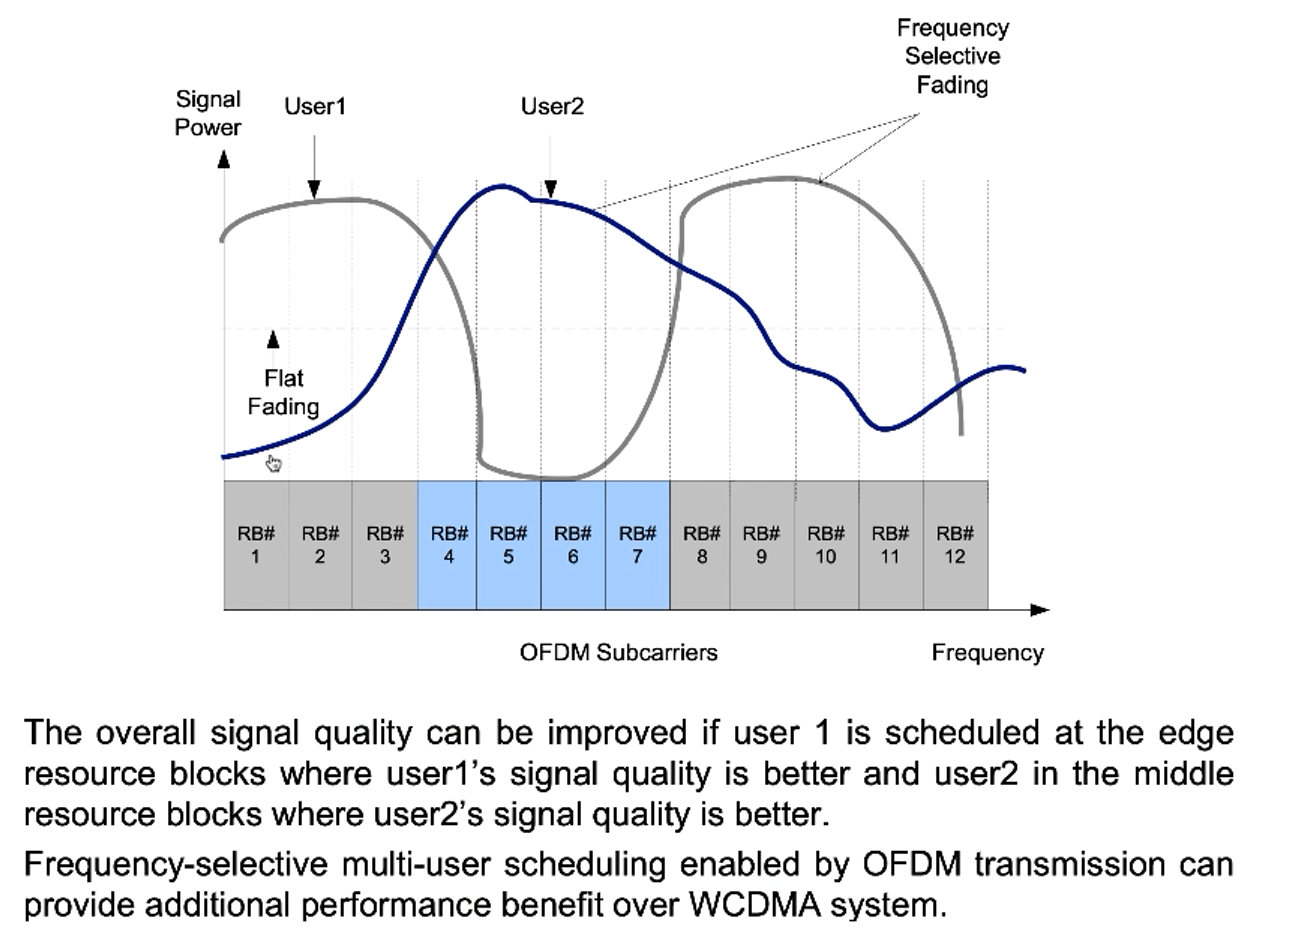 Frequency
Selective
Fading
Signal
Power
User1
User2
Flat
Fading
RB# RB# RB# RB# RB# RB# RB# RB# RB# RB# RB# RB#
1 2 3 4 5 6 7 8 9 10 11 12
OFDM Subcarriers
Frequency
The overall signal quality can be improved if user 1 is scheduled at the edge
resource blocks where user1's signal quality is better and user2 in the middle
resource blocks where user2's signal quality is better.
Frequency-selective multi-user scheduling enabled by OFDM transmission can
provide additional performance benefit over WCDMA system.